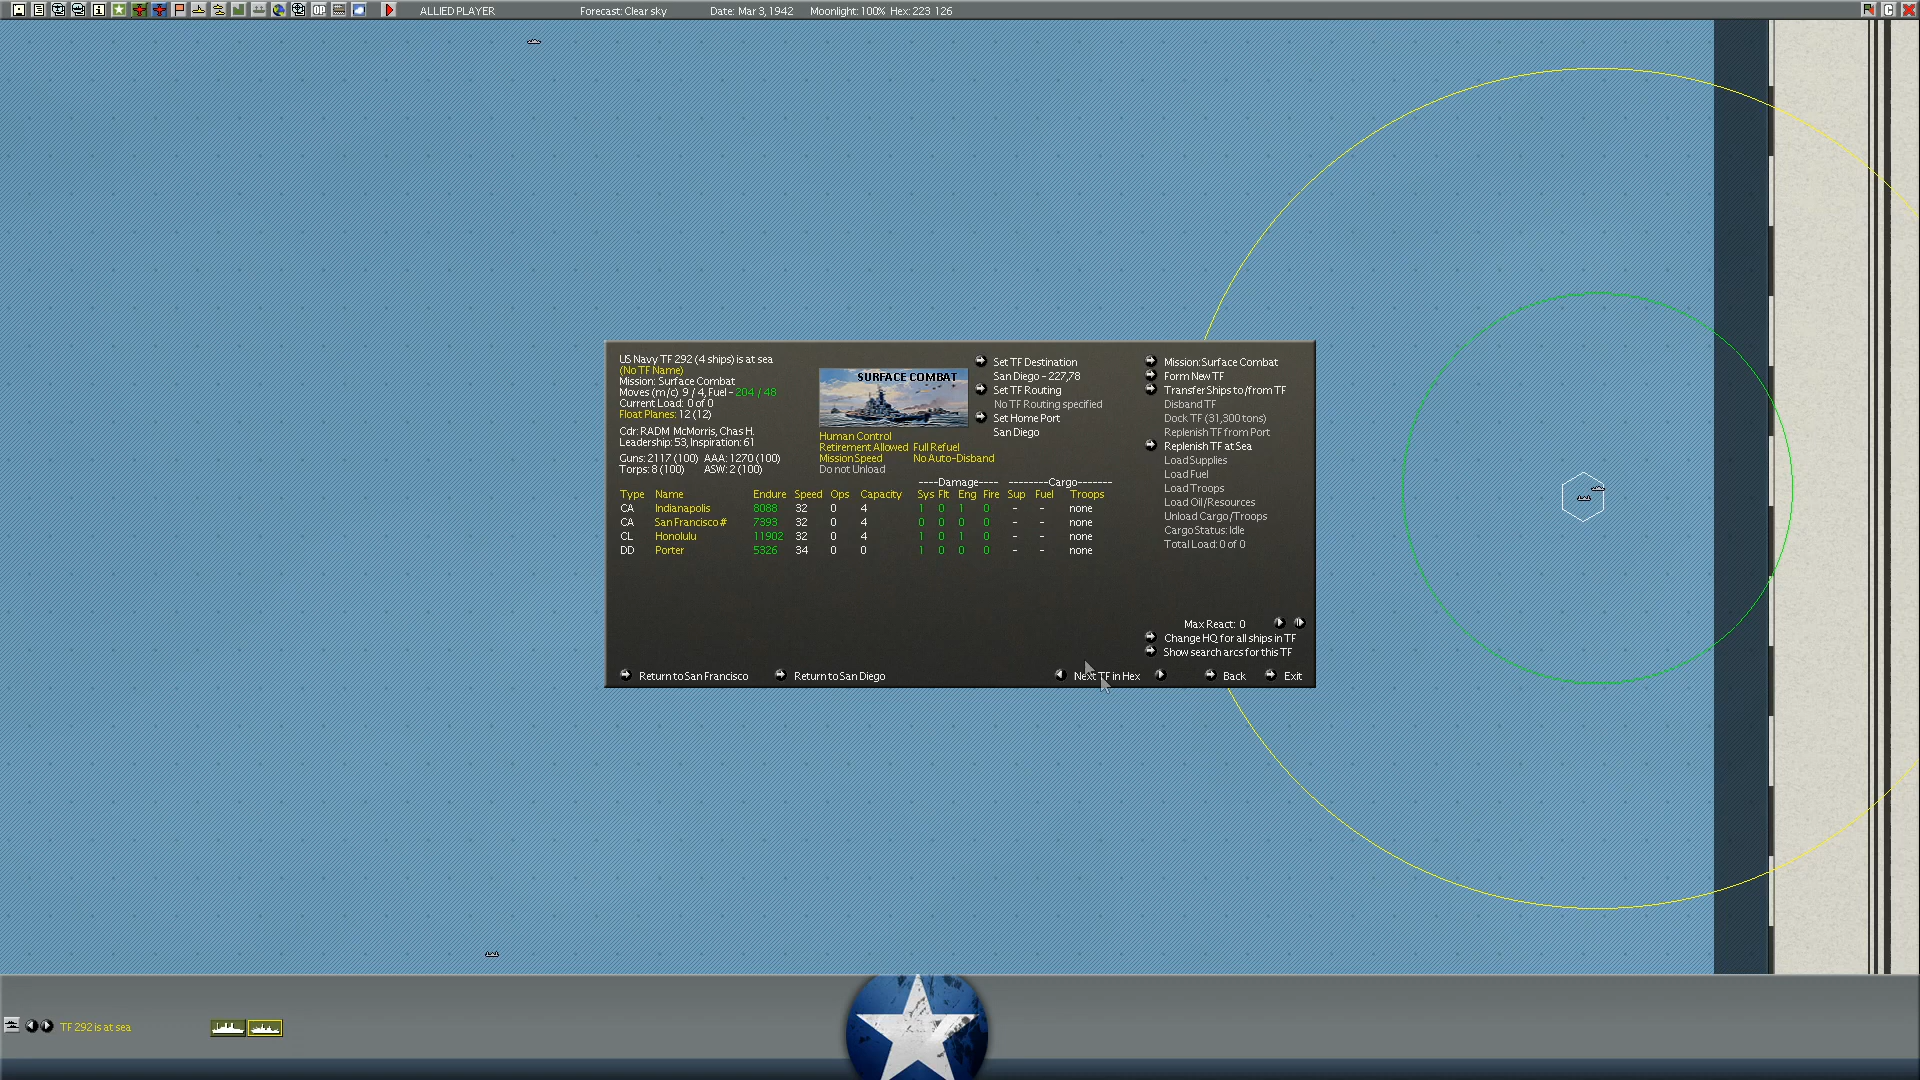 ALLIED PLAYER Forecast: Clear sky Date: Mar 3, 1942 Moonlight: 100% Hex: 223 126
US Navy TF 292 (4 ships) is at sea
(No TF Name)
Mission: Surface Combat
Moves (m/c) 9 / 4, Fuel - 204 / 48
Current Load: 0 of 0
Float Planes: 12 (12)
Cdr: RADM McMorris, Chas H.
Leadership: 53, Inspiration: 61
Guns: 2117 (100) AAA: 1270 (100)
Torps: 8 (100) ASW: 2 (100)
SURFACE COMBAT
Human Control
Retirement Allowed Full Refuel
Mission Speed No Auto-Disband
Do not Unload
Set TF Destination
San Diego - 227,78
Set TF Routing
No TF Routing specified
Set Home Port
San Diego
Mission: Surface Combat
Form New TF
Transfer Ships to/from TF
Disband TF
Dock TF (31,300 tons)
Replenish TF from Port
Replenish TF at Sea
Load Supplies
Load Fuel
Load Troops
Load Oil/Resources
Unload Cargo/Troops
Cargo Status: Idle
Total Load: 0 of 0
----Damage---- --------Cargo-------
Type Name Endure Speed Ops Capacity Sys Flt Eng Fire Sup Fuel Troops
CA Indianapolis 8088 32 0 4 1 0 1 0 - - none
CA San Francisco # 7393 32 0 4 0 0 0 0 - - none
CL Honolulu 11902 32 0 4 1 0 1 0 - - none
DD Porter 5326 34 0 0 1 0 0 0 - - none
Max React: 0
Change HQ for all ships in TF
Show search arcs for this TF
Return to San Francisco Return to San Diego Next TF in Hex Back Exit
TF 292 is at sea